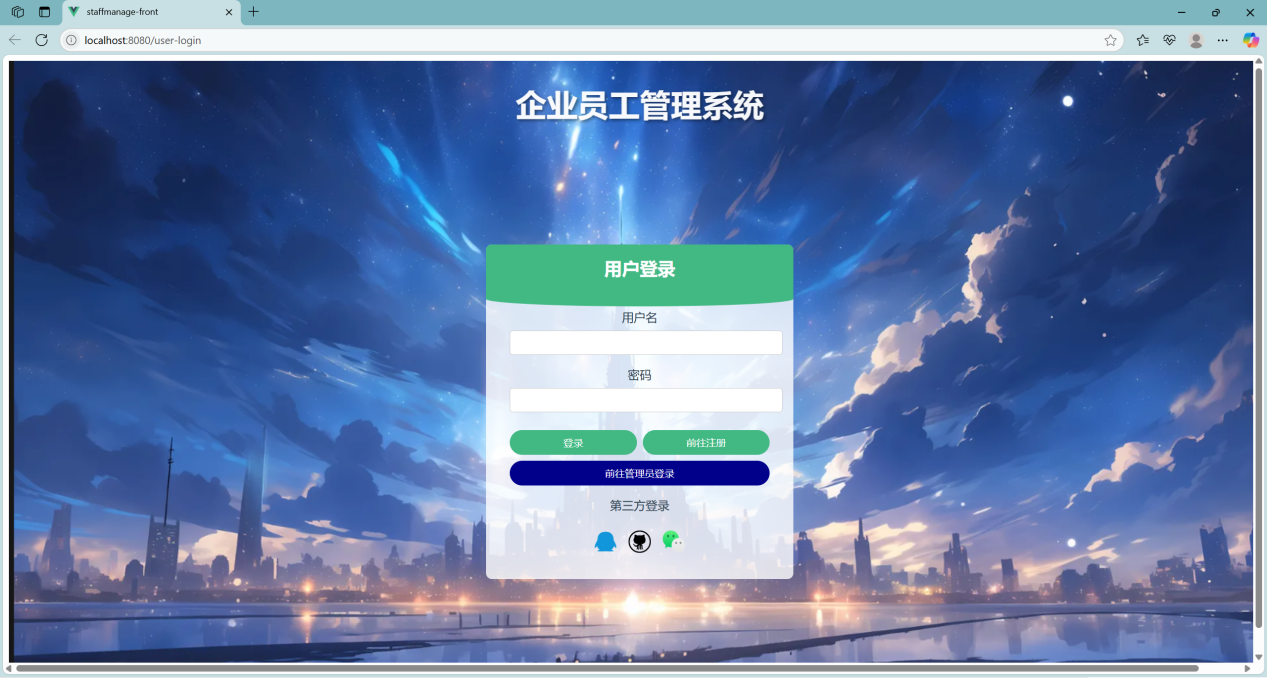 staffmanage-front
localhost:8080/user-login
企业员工管理系统
用户登录
用户名
密码
登录 前往注册
前往管理员登录
第三方登录